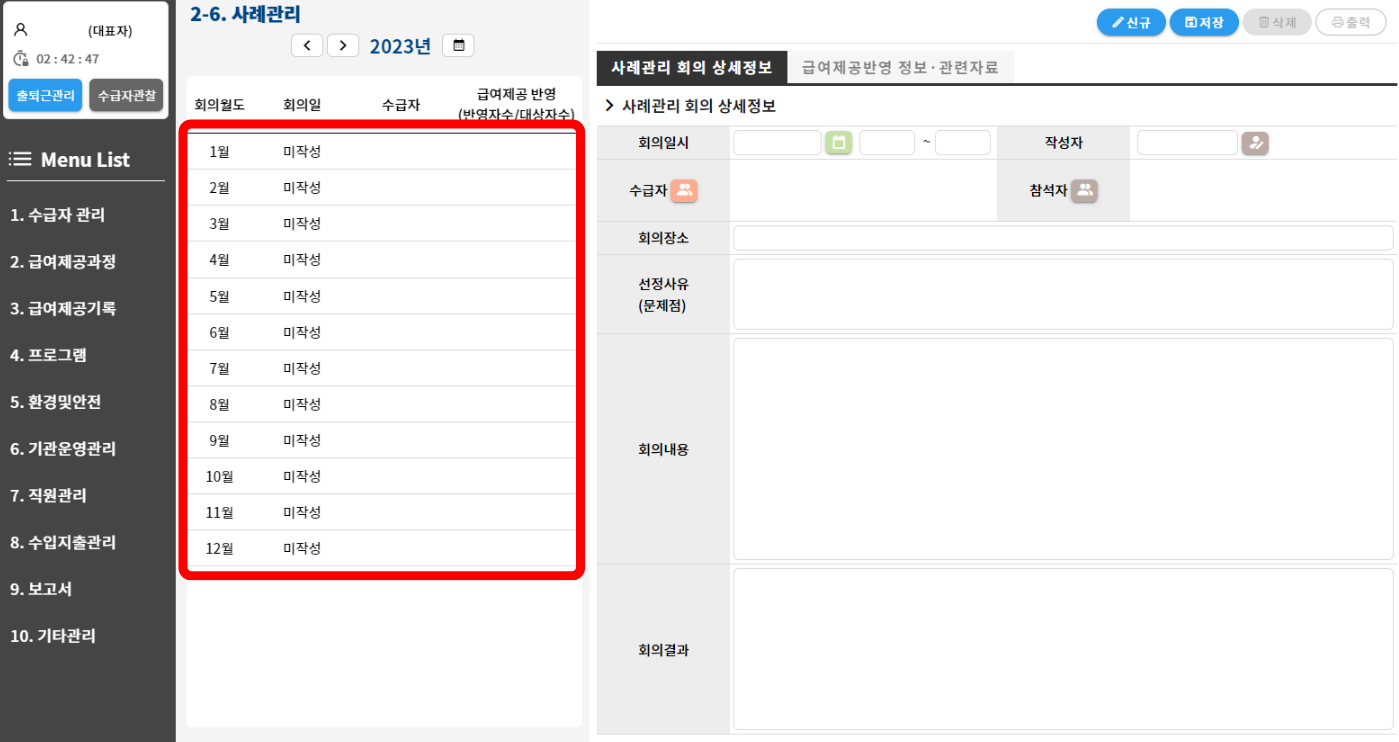 (대표자)
02 : 42 : 47
출퇴근관리
수급자관찰
Menu List
1. 수급자 관리
2. 급여제공과정
3. 급여제공기록
4. 프로그램
5. 환경및안전
6. 기관운영관리
7. 직원관리
8. 수입지출관리
9. 보고서
10. 기타관리
2-6. 사례관리
2023년
회의월도 회의일 수급자 급여제공 반영
(반영자수/대상자수)
1월 미작성
2월 미작성
3월 미작성
4월 미작성
5월 미작성
6월 미작성
7월 미작성
8월 미작성
9월 미작성
10월 미작성
11월 미작성
12월 미작성
신규 저장 삭제 출력
사례관리 회의 상세정보 급여제공반영 정보·관련자료
사례관리 회의 상세정보
회의일시 ~ 작성자
수급자 참석자
회의장소
선정사유
(문제점)
회의내용
회의결과